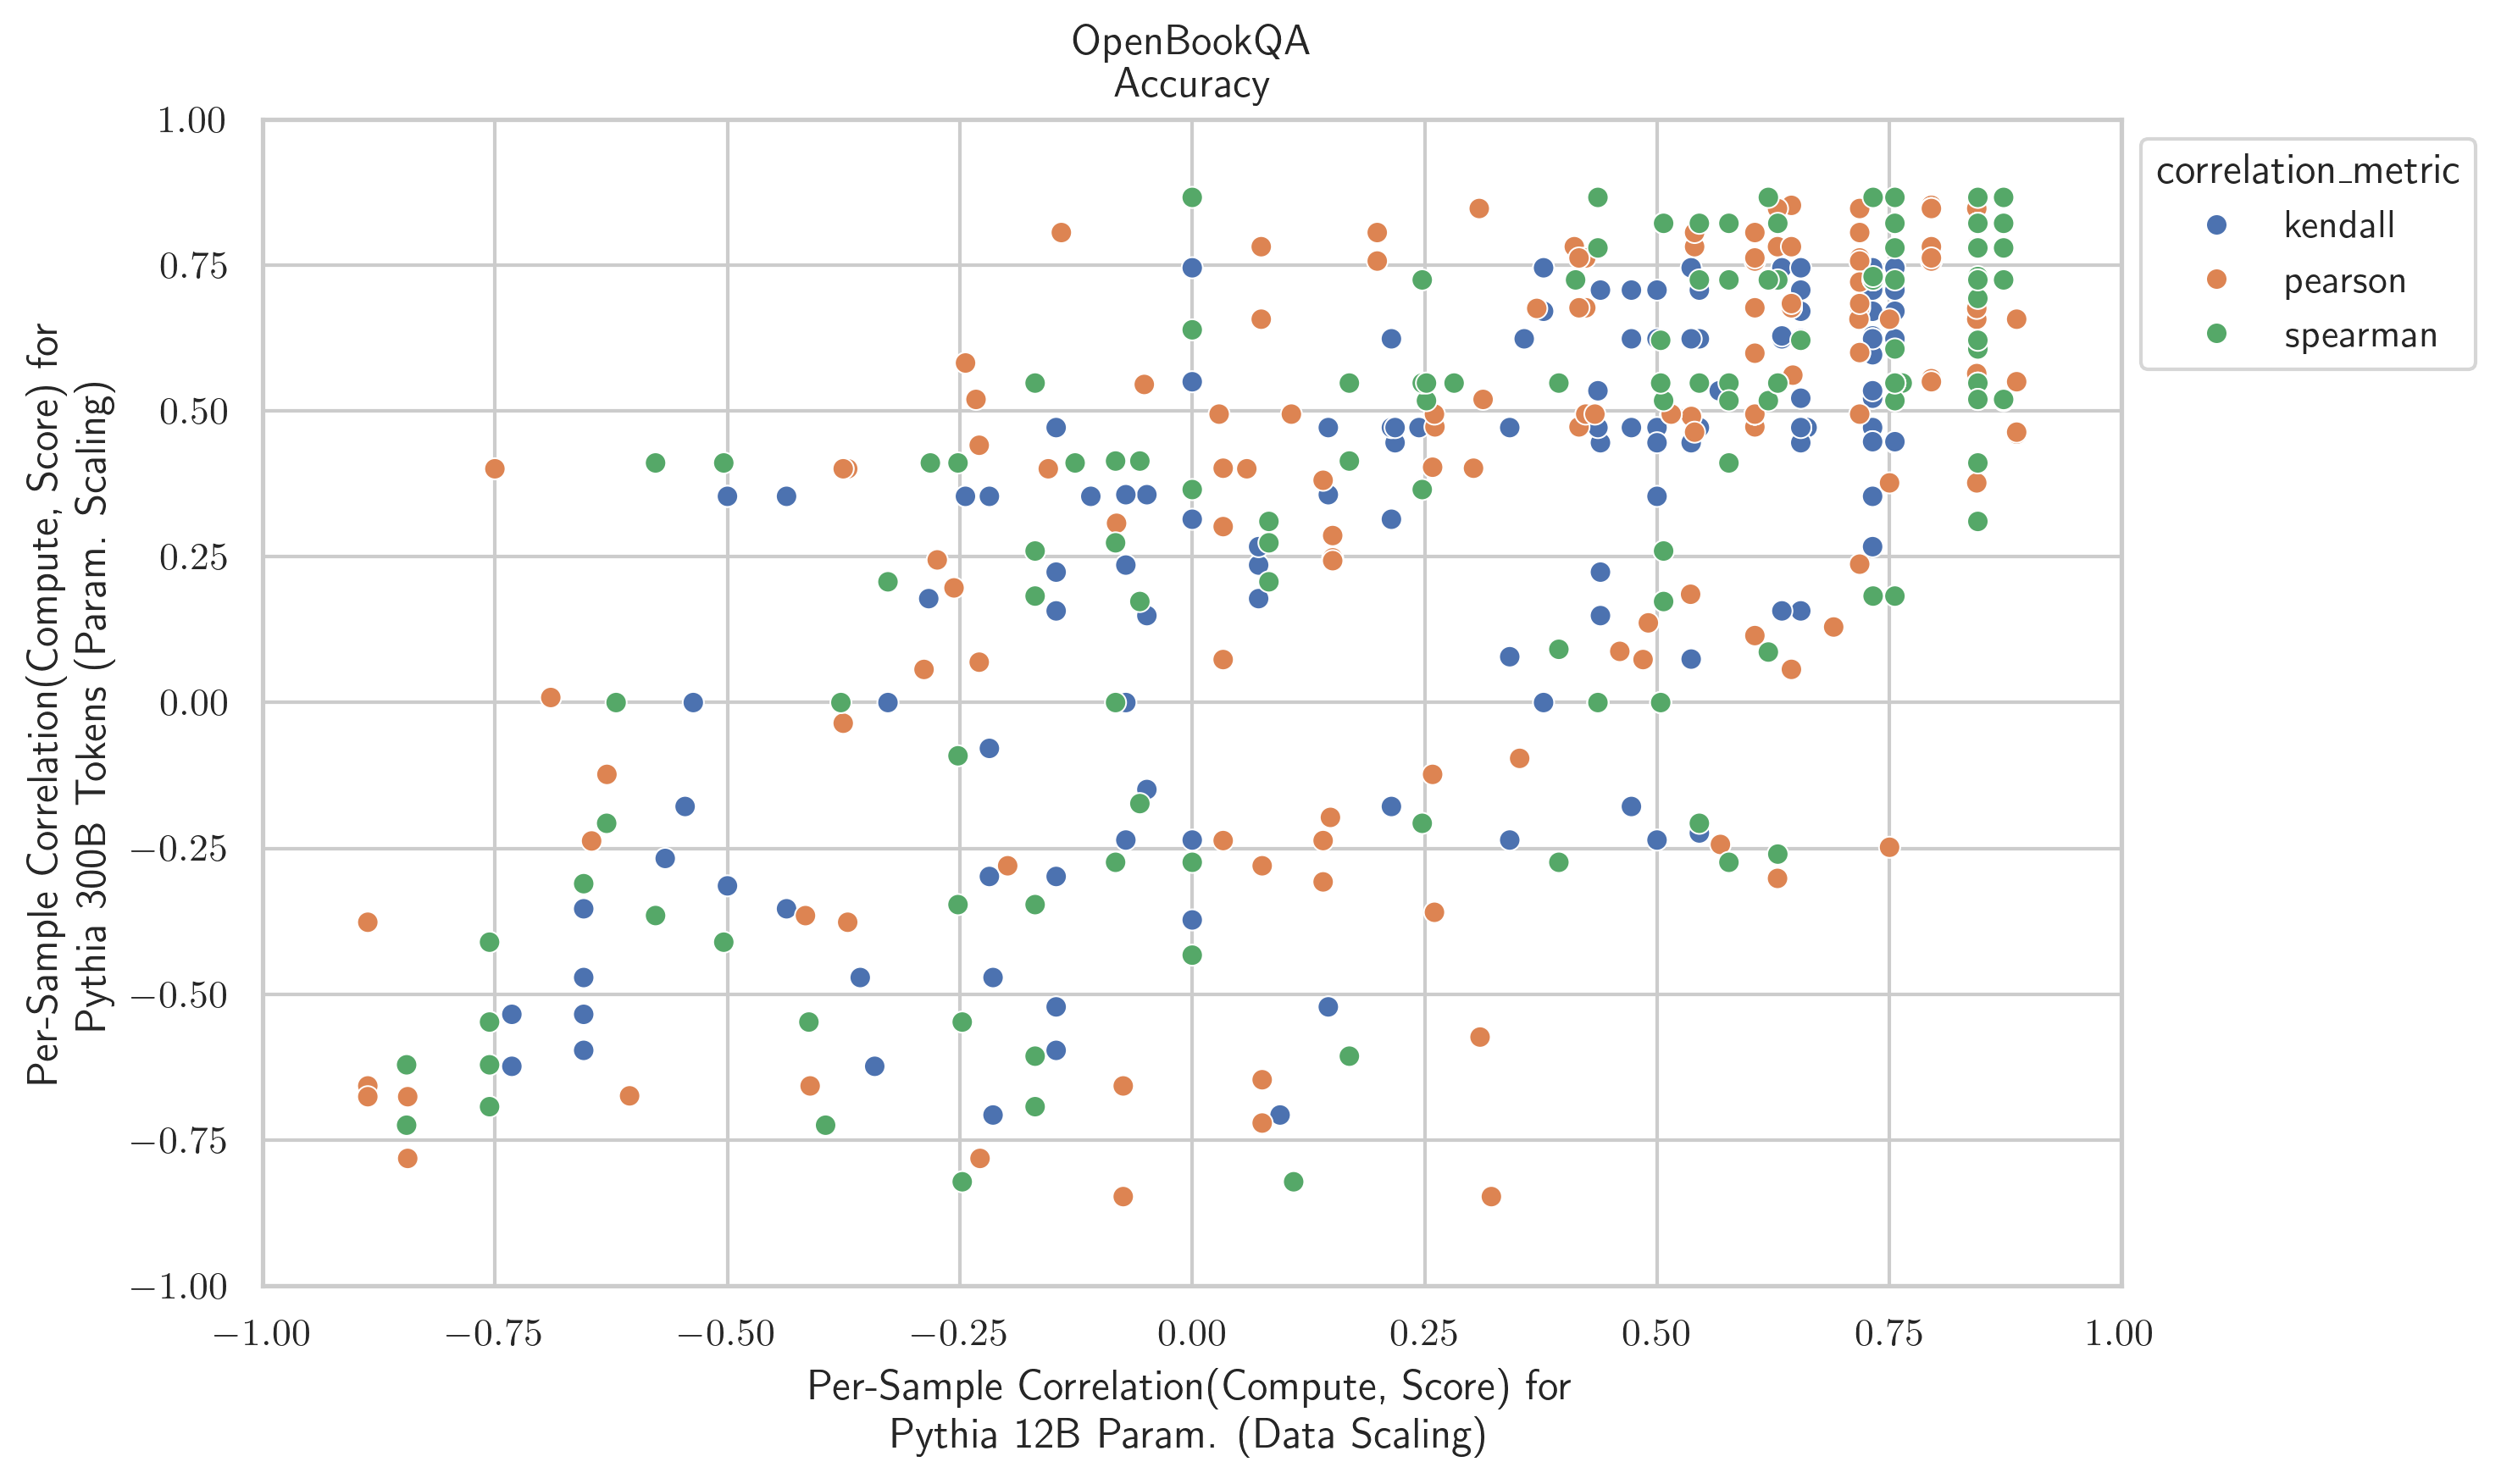 OpenBookQA
Accuracy
Per-Sample Correlation(Compute, Score) for
Pythia 300B Tokens (Param. Scaling)
1.00
0.75
0.50
0.25
0.00
−0.25
−0.50
−0.75
−1.00
−1.00 −0.75 −0.50 −0.25 0.00 0.25 0.50 0.75 1.00
Per-Sample Correlation(Compute, Score) for
Pythia 12B Param. (Data Scaling)
correlation_metric
kendall
pearson
spearman